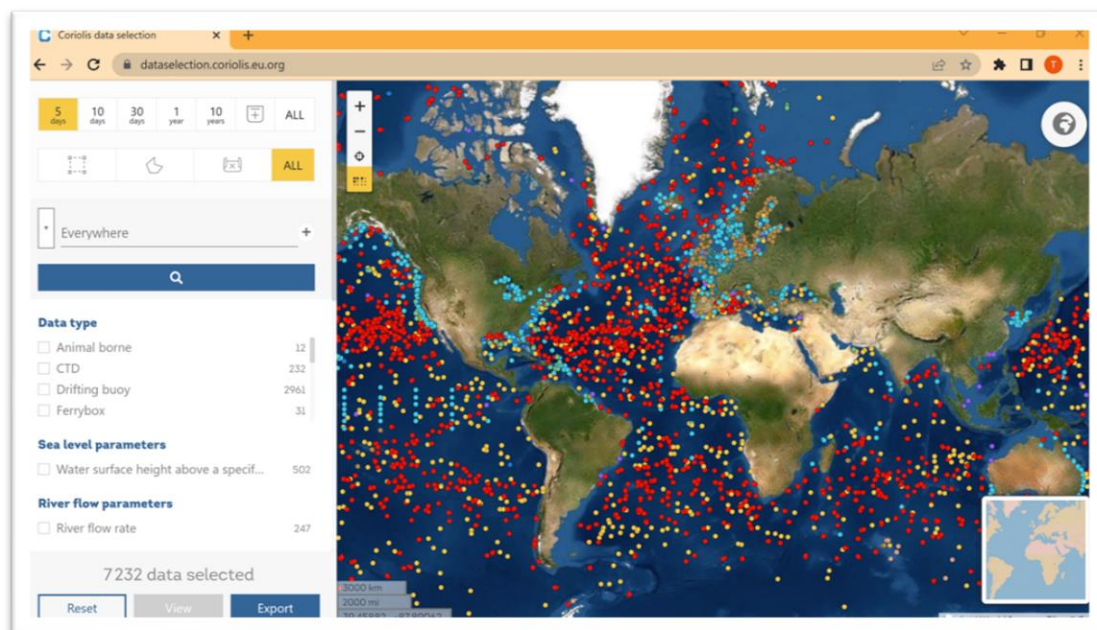 Coriolis data selection
dataselection.coriolis.eu.org
T
5 days 10 days 30 days 1 year 10 years ALL
ALL
Everywhere
Data type
Animal borne 12
CTD 232
Drifting buoy 2961
Ferrybox 31
Sea level parameters
Water surface height above a specif... 502
River flow parameters
River flow rate 247
7232 data selected
Reset View Export
3000 km
2000 mi